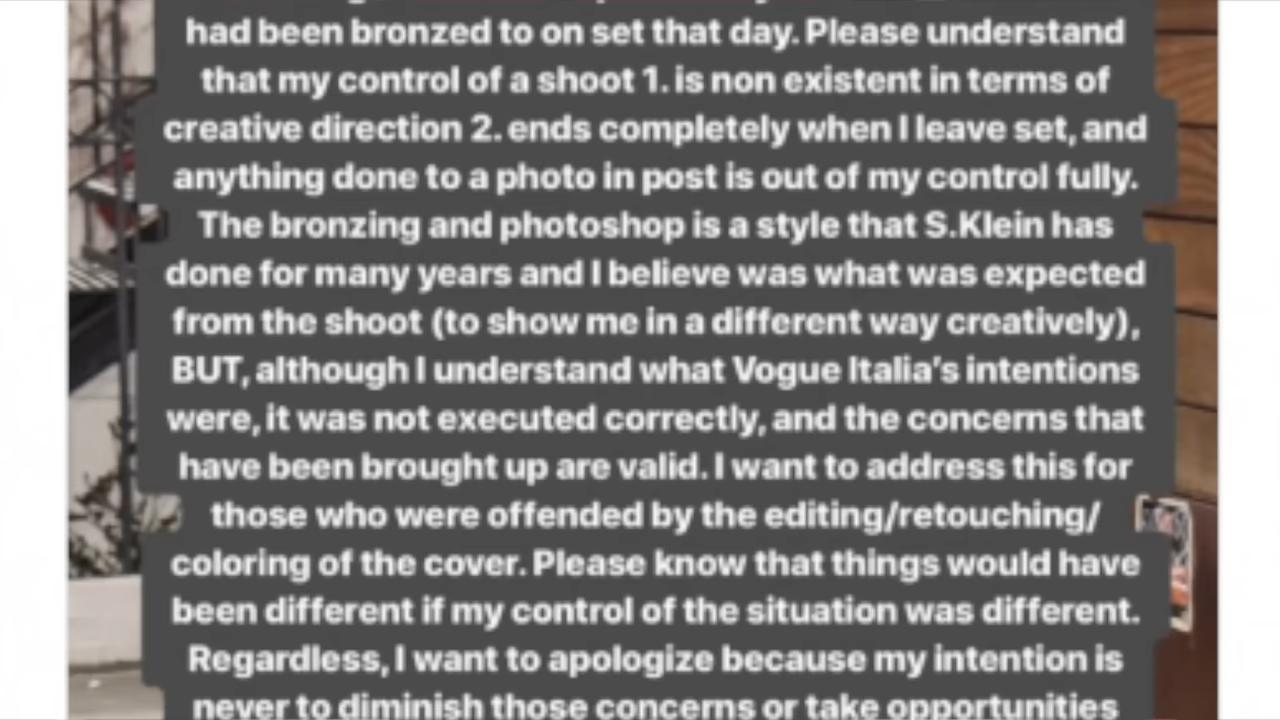 had been bronzed to on set that day. Please understand
that my control of a shoot 1. is non existent in terms of
creative direction 2. ends completely when I leave set, and
anything done to a photo in post is out of my control fully.
The bronzing and photoshop is a style that S.Klein has
done for many years and I believe was what was expected
from the shoot (to show me in a different way creatively),
BUT, although I understand what Vogue Italia’s intentions
were, it was not executed correctly, and the concerns that
have been brought up are valid. I want to address this for
those who were offended by the editing/retouching/
coloring of the cover. Please know that things would have
been different if my control of the situation was different.
Regardless, I want to apologize because my intention is
never to diminish those concerns or take opportunities